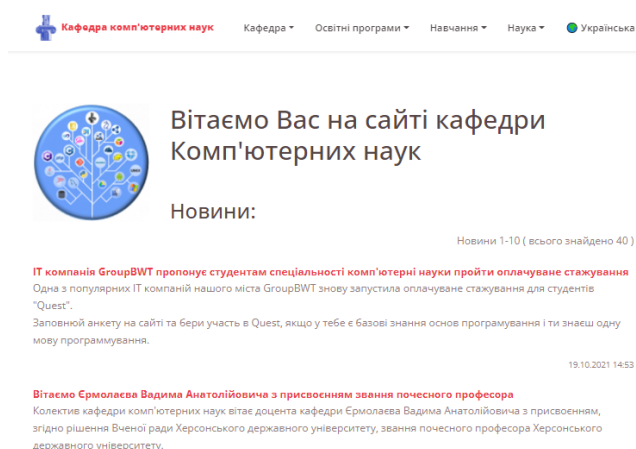 Кафедра комп'ютерних наук Кафедра Освітні програми Навчання Наука Українська
Вітаємо Вас на сайті кафедри
Комп'ютерних наук
Новини:
Новини 1-10 ( всього знайдено 40 )
ІТ компанія GroupBWT пропонує студентам спеціальності комп'ютерні науки пройти оплачуване стажування
Одна з популярних ІТ компаній нашого міста GroupBWT знову запустила оплачуване стажування для студентів
"Quest".
Заповнюй анкету на сайті та бери участь в Quest, якщо у тебе є базові знання основ програмування і ти знаєш одну
мову программування.
19.10.2021 14:53
Вітаємо Єрмолаєва Вадима Анатолійовича з присвоєнням звання почесного професора
Колектив кафедри комп'ютерних наук вітає доцента кафедри Єрмолаєва Вадима Анатолійовича з присвоєнням,
згідно рішення Вченої ради Херсонського державного університету, звання почесного професора Херсонського
державного університету.